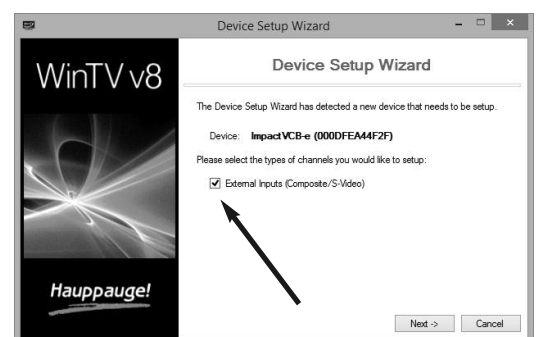 Device Setup Wizard
WinTV v8
Device Setup Wizard
The Device Setup Wizard has detected a new device that needs to be setup.
Device: ImpactVCB-e (000DFEA44F2F)
Please select the types of channels you would like to setup:
External Inputs (Composite/S-Video)
Hauppauge!
Next -> Cancel